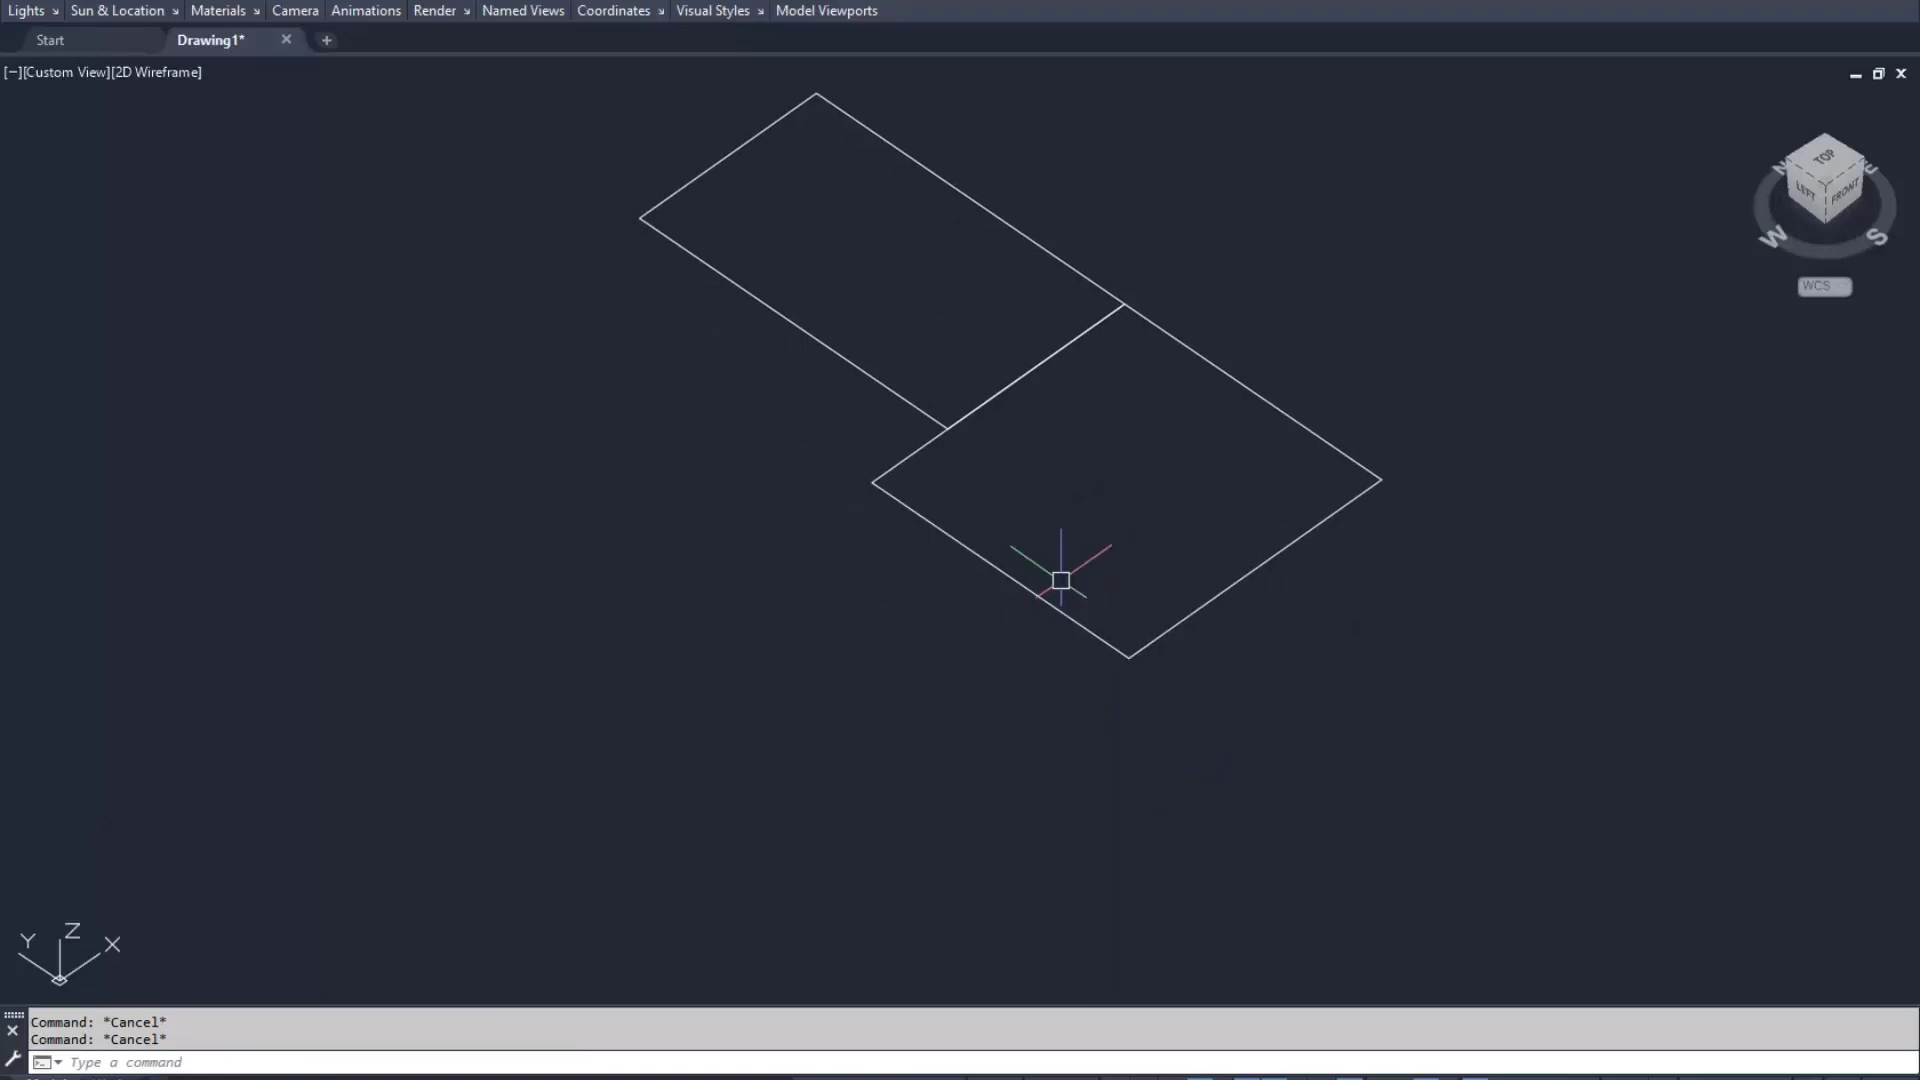 Lights Sun & Location Materials Camera Animations Render Named Views Coordinates Visual Styles Model Viewports
Start Drawing1*
[−][Custom View][2D Wireframe]
TOP
LEFT FRONT
N E
W S
WCS
Y Z X
Command: *Cancel*
Command: *Cancel*
Type a command